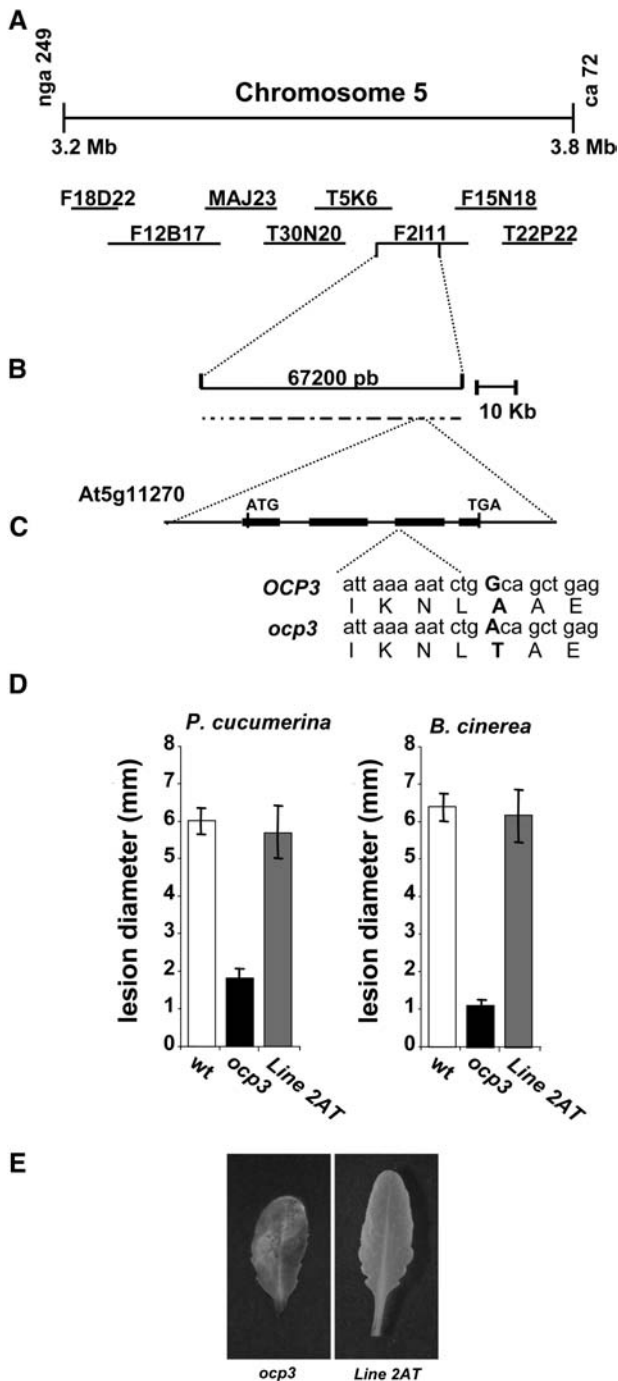 A
nga 249
ca 72
Chromosome 5
3.2 Mb
3.8 Mb
F18D22 MAJ23 T5K6 F15N18
F12B17 T30N20 F2I11 T22P22
B
67200 pb
10 Kb
At5g11270
ATG
TGA
C
OCP3 att aaa aat ctg Gca gct gag
I K N L A A E
ocp3 att aaa aat ctg Aca gct gag
I K N L T A E
D
P. cucumerina
lesion diameter (mm)
8
7
6
5
4
3
2
1
0
wt
ocp3
Line 2AT
B. cinerea
lesion diameter (mm)
8
7
6
5
4
3
2
1
0
wt
ocp3
Line 2AT
E
ocp3
Line 2AT